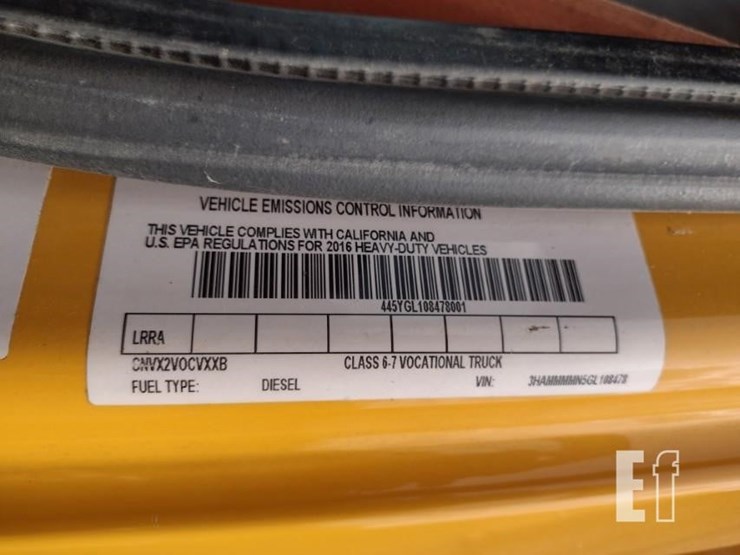 VEHICLE EMISSIONS CONTROL INFORMATION
THIS VEHICLE COMPLIES WITH CALIFORNIA AND
U.S. EPA REGULATIONS FOR 2016 HEAVY-DUTY VEHICLES
445YGL108478001
LRRA
CNVX2VOCVXXB CLASS 6-7 VOCATIONAL TRUCK
FUEL TYPE: DIESEL VIN: 3HAMMMMN5GL108478
Ef